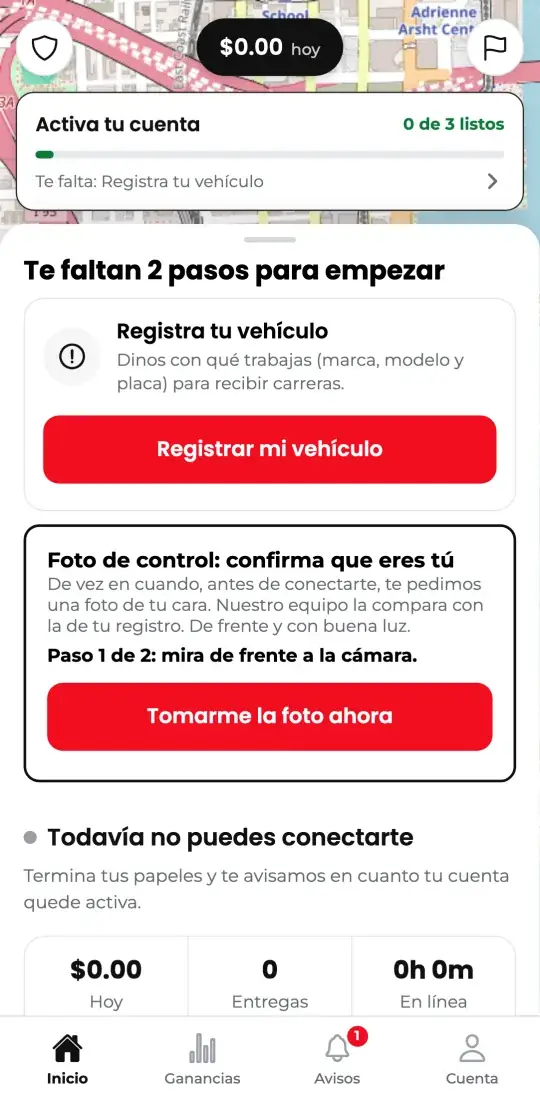 School
Adrienne
Arsht Cent
East Coast Rail
$0.00 hoy
Activa tu cuenta
0 de 3 listos
Te falta: Registra tu vehículo
I 95
Te faltan 2 pasos para empezar
Registra tu vehículo
Dinos con qué trabajas (marca, modelo y
placa) para recibir carreras.
Registrar mi vehículo
Foto de control: confirma que eres tú
De vez en cuando, antes de conectarte, te pedimos
una foto de tu cara. Nuestro equipo la compara con
la de tu registro. De frente y con buena luz.
Paso 1 de 2: mira de frente a la cámara.
Tomarme la foto ahora
Todavía no puedes conectarte
Termina tus papeles y te avisamos en cuanto tu cuenta
quede activa.
$0.00
0
0h 0m
Hoy
Entregas
En línea
1
Inicio
Ganancias
Avisos
Cuenta